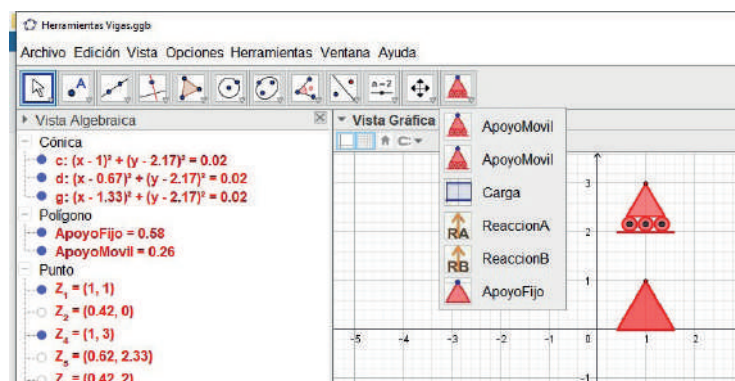 Herramientas Vigas.ggb
Archivo Edición Vista Opciones Herramientas Ventana Ayuda
A
a=2
Vista Algebraica
Cónica
c: (x - 1)² + (y - 2.17)² = 0.02
d: (x - 0.67)² + (y - 2.17)² = 0.02
g: (x - 1.33)² + (y - 2.17)² = 0.02
Polígono
ApoyoFijo = 0.58
ApoyoMovil = 0.26
Punto
Z₁ = (1, 1)
Z₂ = (0.42, 0)
Z₄ = (1, 3)
Z₅ = (0.62, 2.33)
= (0.42, 2)
Vista Gráfica
ApoyoMovil
ApoyoMovil
Carga
RA ReaccionA
RB ReaccionB
ApoyoFijo
3
2
1
-5 -4 -3 -2 -1 0 1 2
-1